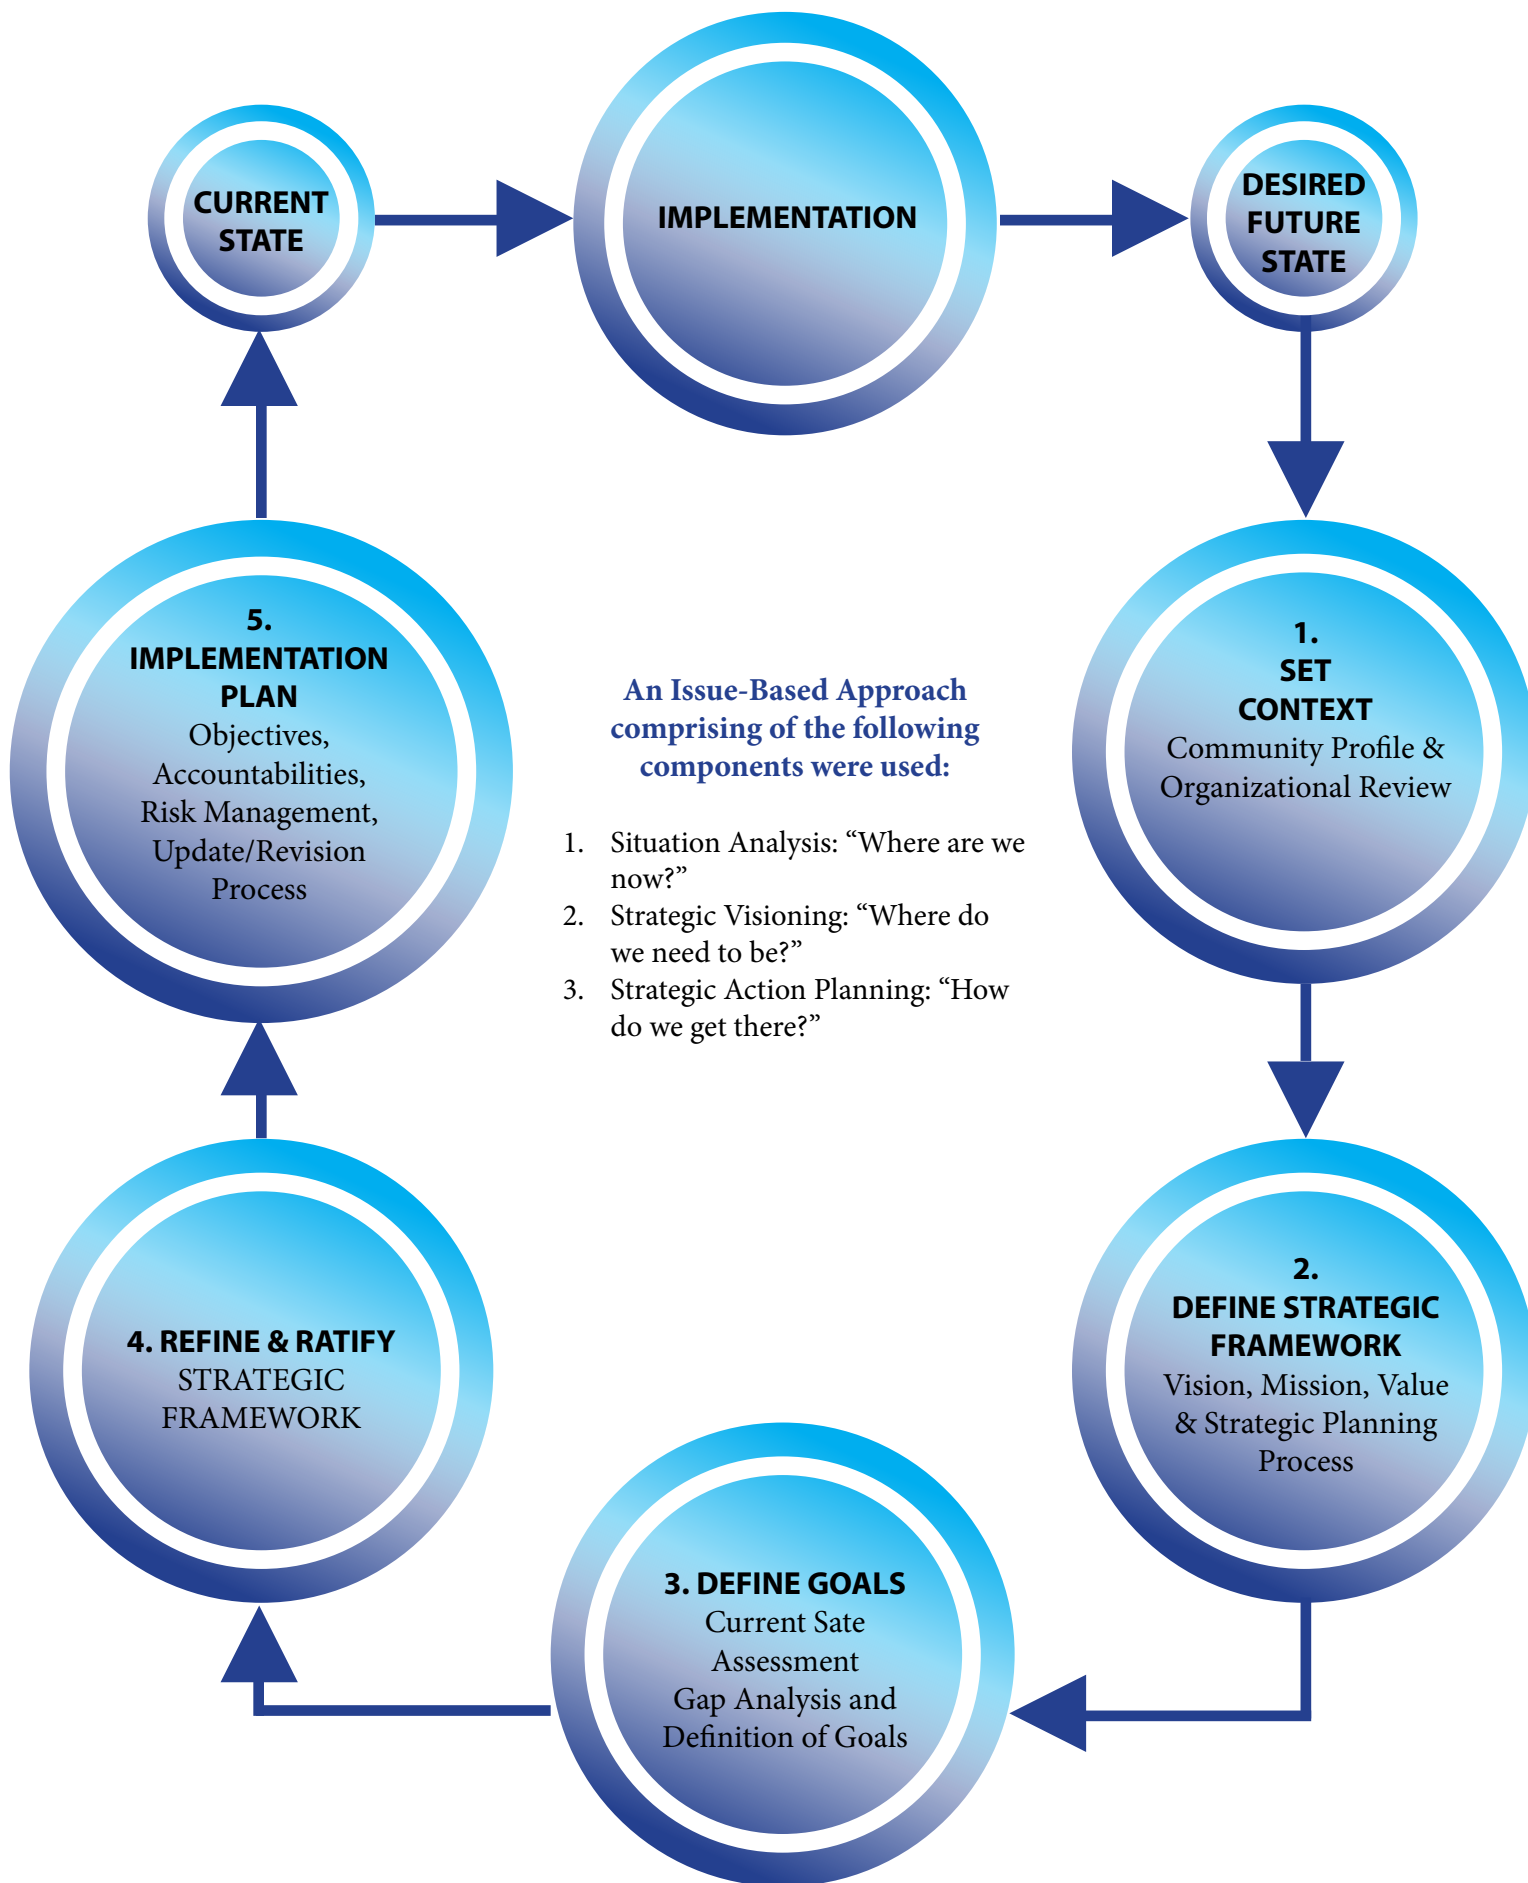 CURRENT
STATE
IMPLEMENTATION
DESIRED
FUTURE
STATE
1.
SET
CONTEXT
Community Profile &
Organizational Review
2.
DEFINE STRATEGIC
FRAMEWORK
Vision, Mission, Value
& Strategic Planning
Process
3. DEFINE GOALS
Current Sate
Assessment
Gap Analysis and
Definition of Goals
4. REFINE & RATIFY
STRATEGIC
FRAMEWORK
5.
IMPLEMENTATION
PLAN
Objectives,
Accountabilities,
Risk Management,
Update/Revision
Process
An Issue-Based Approach
comprising of the following
components were used:
1. Situation Analysis: “Where are we
now?”
2. Strategic Visioning: “Where do
we need to be?”
3. Strategic Action Planning: “How
do we get there?”